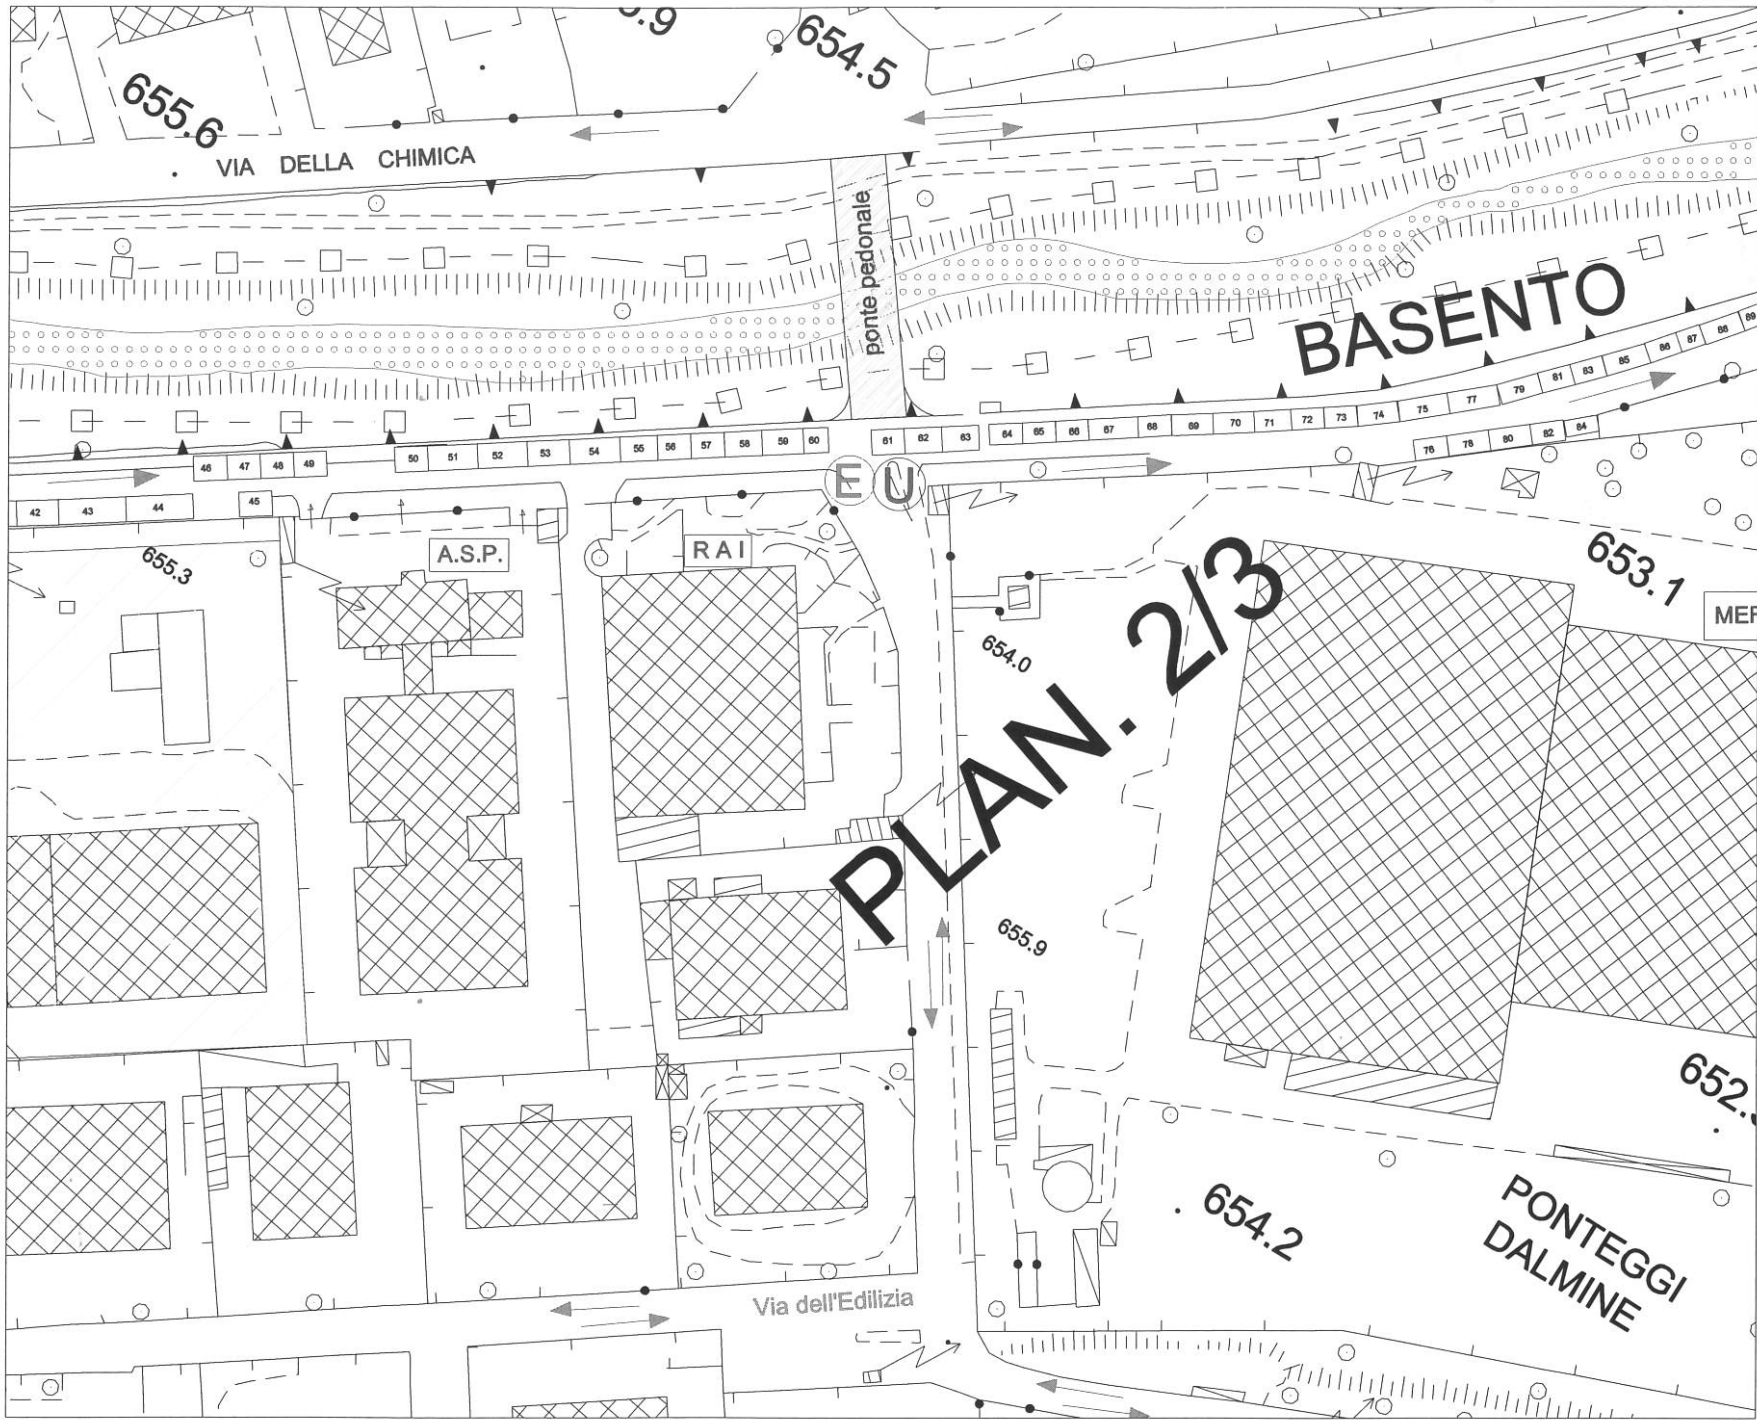 655.6
654.5
VIA DELLA CHIMICA
ponte pedonale
BASENTO
42 43 44 45 46 47 48 49 50 51 52 53 54 55 56 57 58 59 60 61 62 63 64 65 66 67 68 69 70 71 72 73 74 75 77 79 81 83 85 86 87 88 89
76 78 80 82 84
E U
655.3
A.S.P.
R A I
653.1
654.0
PLAN. 2/3
655.9
654.2
PONTEGGI
DALMINE
Via dell'Edilizia